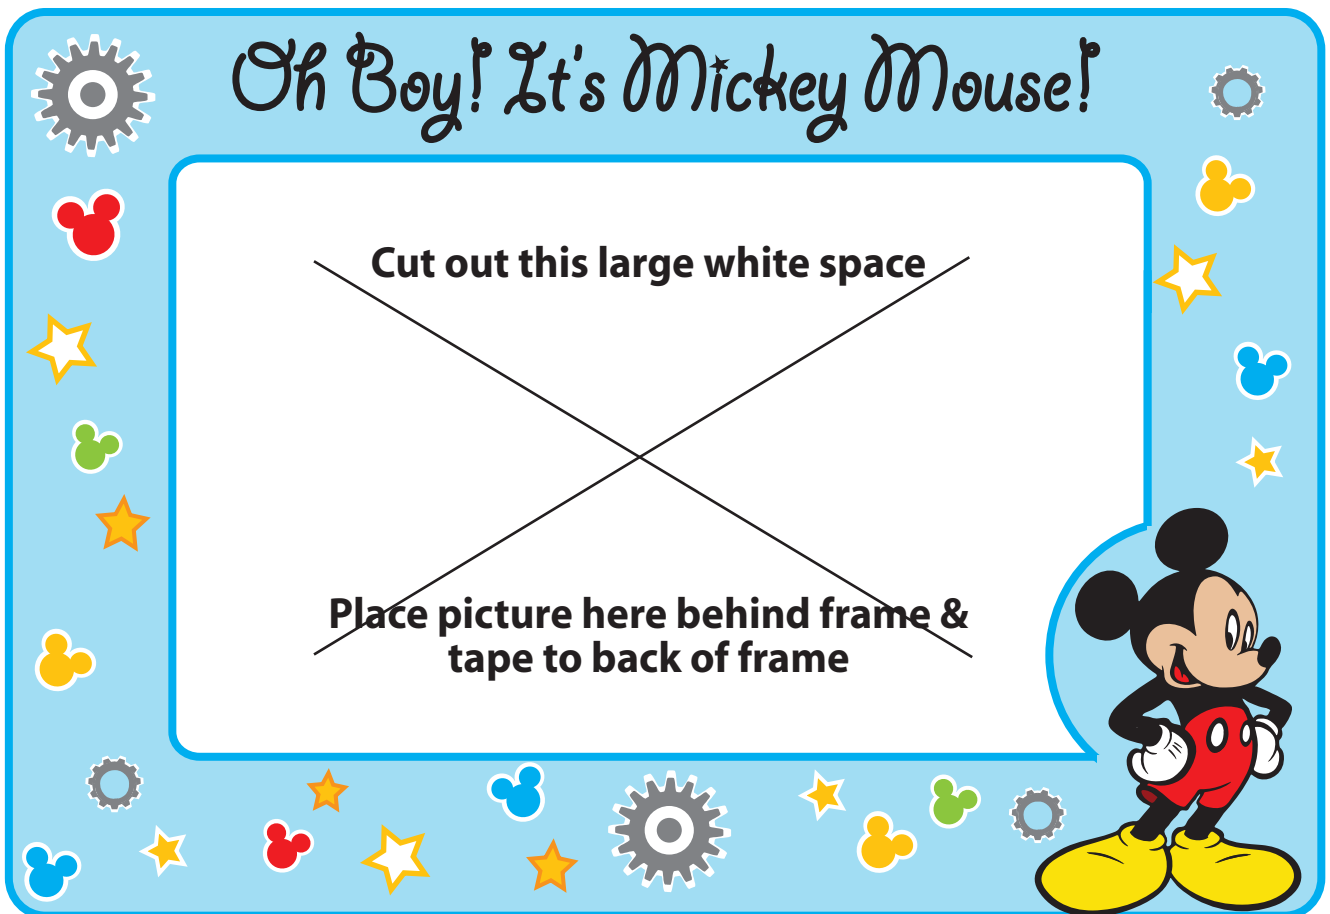 Oh Boy! It's Mickey Mouse!
Cut out this large white space
Place picture here behind frame &
tape to back of frame